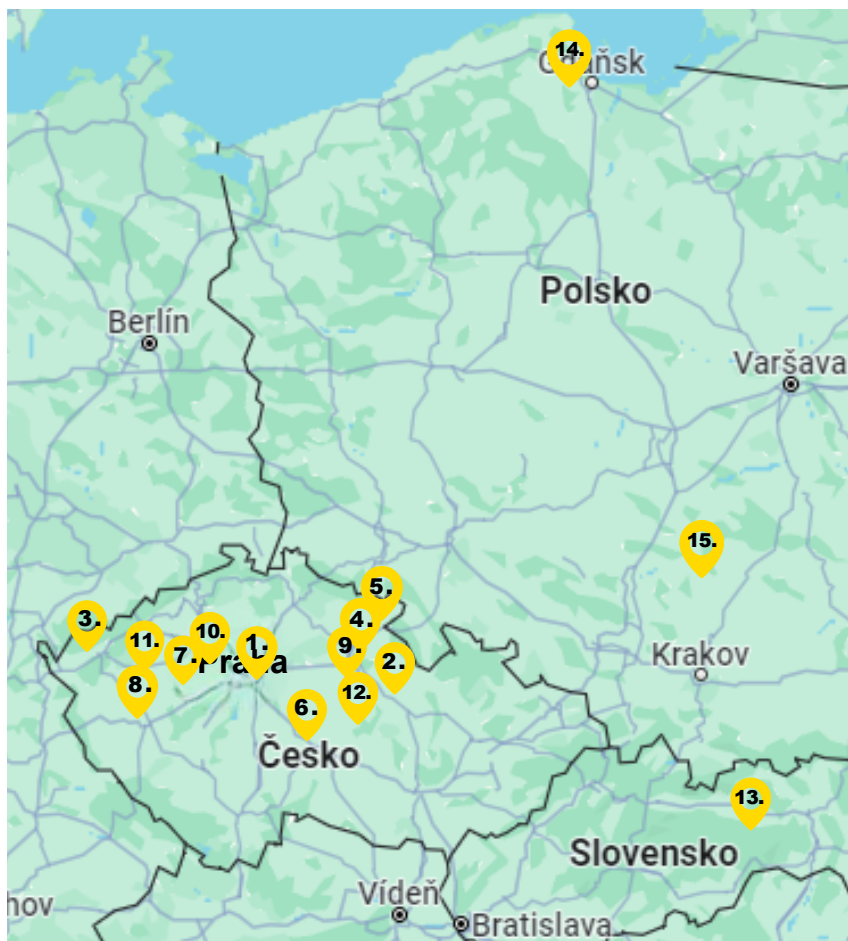 14.
Gdaňsk
Polsko
Berlín
Varšava
15.
5.
3.
4.
10.
11.
1.
9.
7.
Praha
2.
Krakov
8.
12.
6.
Česko
13.
Slovensko
Vídeň
hov
Bratislava